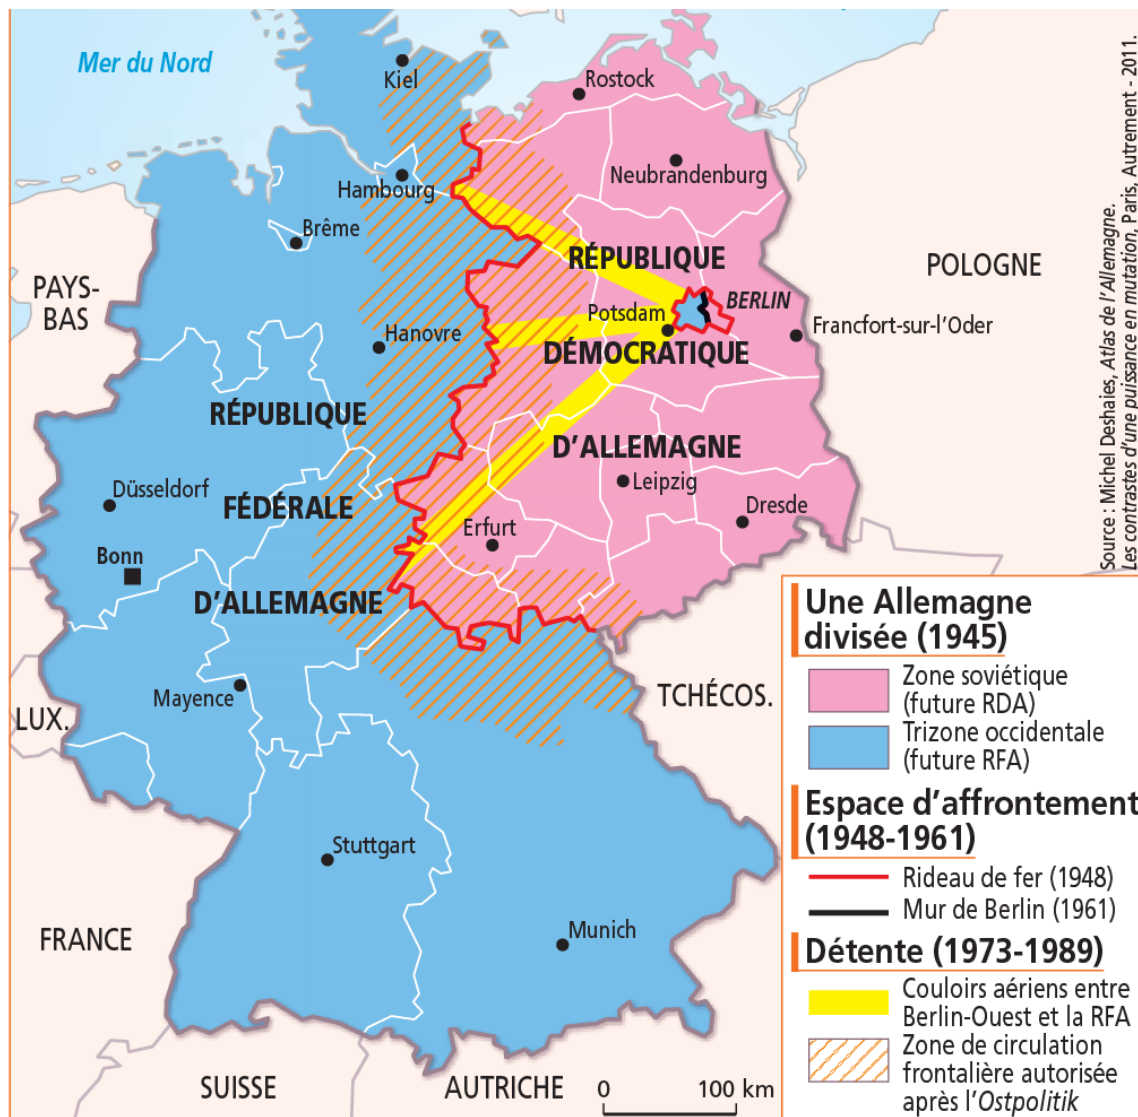 Mer du Nord
Kiel
Rostock
Neubrandenburg
Hambourg
Brême
RÉPUBLIQUE
POLOGNE
PAYS-
BAS
BERLIN
Potsdam
Francfort-sur-l'Oder
Hanovre
DÉMOCRATIQUE
RÉPUBLIQUE
D'ALLEMAGNE
Leipzig
Düsseldorf
FÉDÉRALE
Dresde
Erfurt
Bonn
D'ALLEMAGNE
Mayence
TCHÉCOS.
LUX.
Stuttgart
FRANCE
Munich
SUISSE
AUTRICHE
0 100 km
Une Allemagne
divisée (1945)
Zone soviétique
(future RDA)
Trizone occidentale
(future RFA)
Espace d'affrontement
(1948-1961)
Rideau de fer (1948)
Mur de Berlin (1961)
Détente (1973-1989)
Couloirs aériens entre
Berlin-Ouest et la RFA
Zone de circulation
frontalière autorisée
après l'Ostpolitik
Source : Michel Deshaies, Atlas de l'Allemagne.
Les contrastes d'une puissance en mutation, Paris, Autrement - 2011.